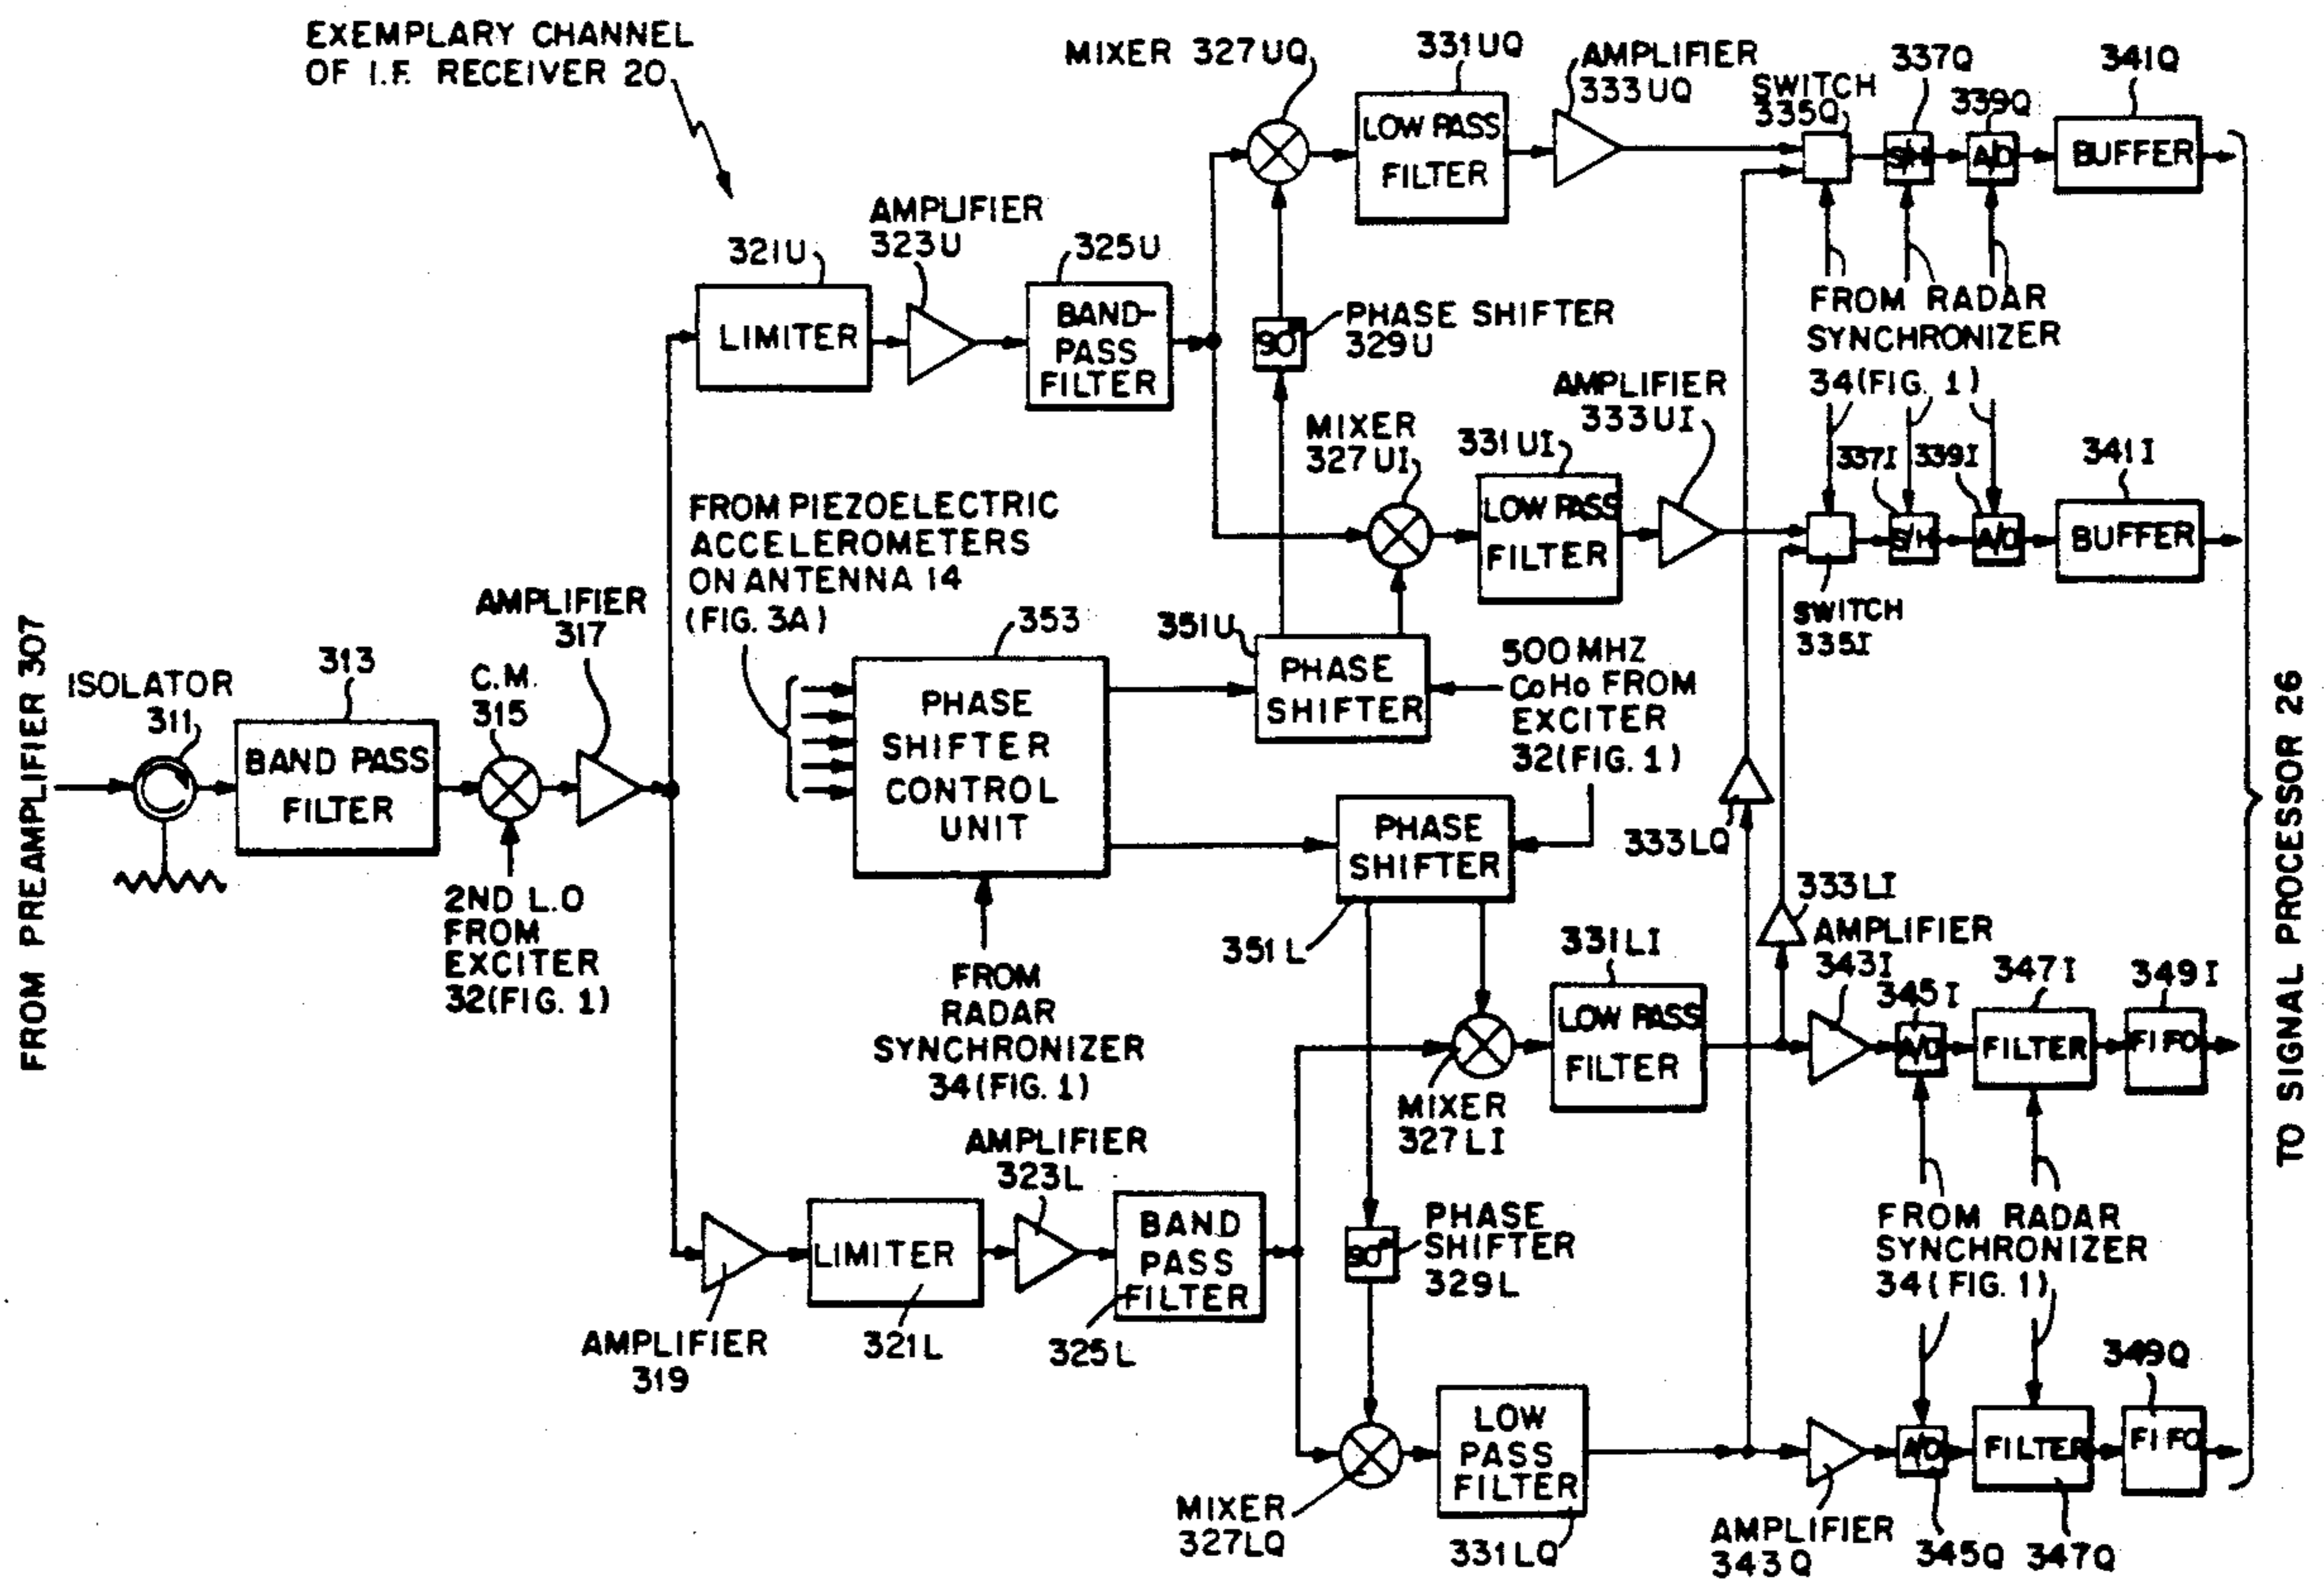 EXEMPLARY CHANNEL
OF I.F. RECEIVER 20
MIXER 327UQ
331UQ
AMPLIFIER
333UQ
SWITCH
335Q
337Q
339Q
341Q
LOW PASS
FILTER
S/H
A/D
BUFFER
321U
AMPLIFIER
323U
325U
LIMITER
BAND-
PASS
FILTER
90°
PHASE SHIFTER
329U
FROM RADAR
SYNCHRONIZER
34 (FIG. 1)
MIXER
327UI
331UI
AMPLIFIER
333UI
337I
339I
341I
LOW PASS
FILTER
S/H
A/D
BUFFER
SWITCH
335I
FROM PIEZOELECTRIC
ACCELEROMETERS
ON ANTENNA 14
(FIG. 3A)
353
PHASE
SHIFTER
CONTROL
UNIT
351U
PHASE
SHIFTER
500 MHZ
COHO FROM
EXCITER
32(FIG. 1)
FROM PREAMPLIFIER 307
ISOLATOR
311
313
BAND PASS
FILTER
C.M.
315
AMPLIFIER
317
2ND L.O
FROM
EXCITER
32(FIG. 1)
PHASE
SHIFTER
351L
333LQ
333LI
FROM
RADAR
SYNCHRONIZER
34(FIG. 1)
MIXER
327LI
331LI
LOW PASS
FILTER
AMPLIFIER
343I
345I
A/D
347I
FILTER
349I
FIFO
TO SIGNAL PROCESSOR 26
AMPLIFIER
319
LIMITER
321L
AMPLIFIER
323L
BAND
PASS
FILTER
325L
90°
PHASE
SHIFTER
329L
FROM RADAR
SYNCHRONIZER
34(FIG. 1)
MIXER
327LQ
LOW
PASS
FILTER
331LQ
AMPLIFIER
343Q
A/D
345Q
FILTER
347Q
349Q
FIFO